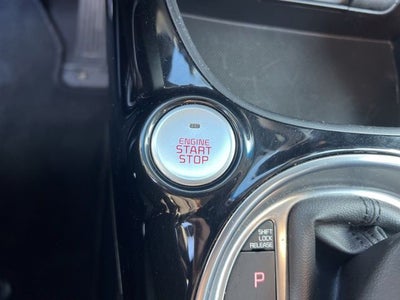 ENGINE
START
STOP
SHIFT
LOCK
RELEASE
P